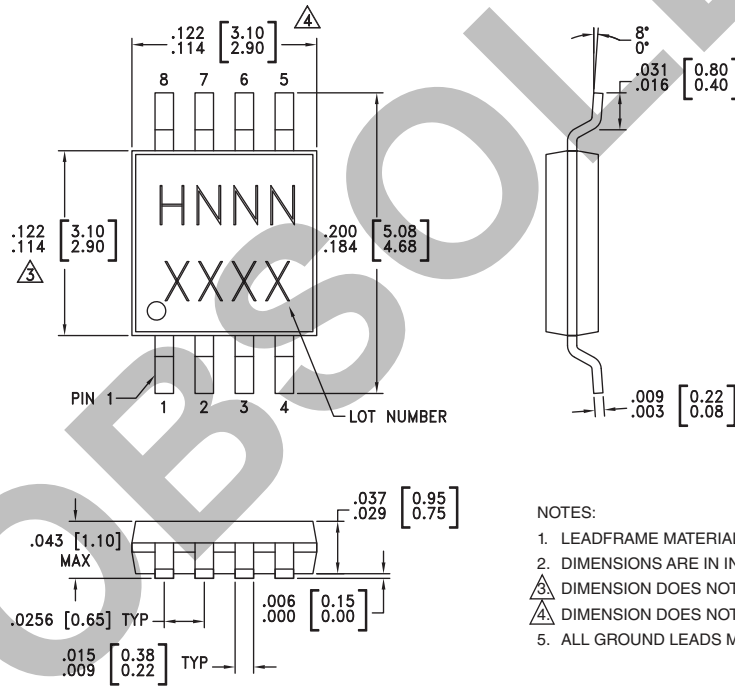 4
.122 [3.10]
.114 [2.90]
8 7 6 5
HNNN
XXXX
.122 [3.10]
.114 [2.90]
3
.200 [5.08]
.184 [4.68]
PIN 1
1 2 3 4
LOT NUMBER
8°
0°
.031 [0.80]
.016 [0.40]
.009 [0.22]
.003 [0.08]
.037 [0.95]
.029 [0.75]
.043 [1.10]
MAX
.0256 [0.65] TYP
.006 [0.15]
.000 [0.00]
.015 [0.38]
.009 [0.22]
TYP
NOTES:
1. LEADFRAME MATERIAL
2. DIMENSIONS ARE IN IN
3. DIMENSION DOES NOT
4. DIMENSION DOES NOT
5. ALL GROUND LEADS M
OBSOLE